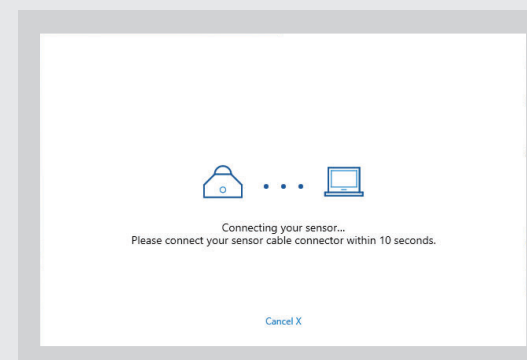 Connecting your sensor...
Please connect your sensor cable connector within 10 seconds.
Cancel X